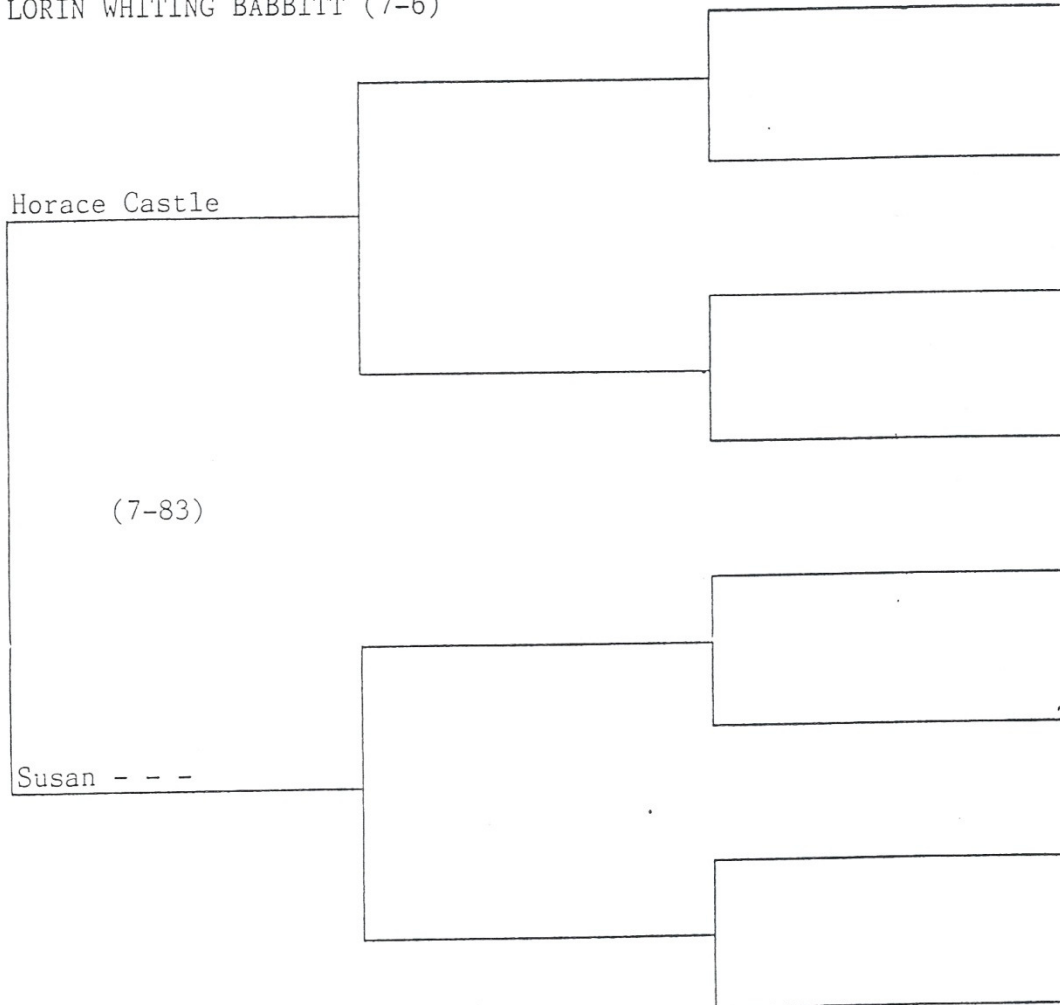 LORIN WHITING BABBITT (7-6)
Horace Castle
(7-83)
Susan - - -